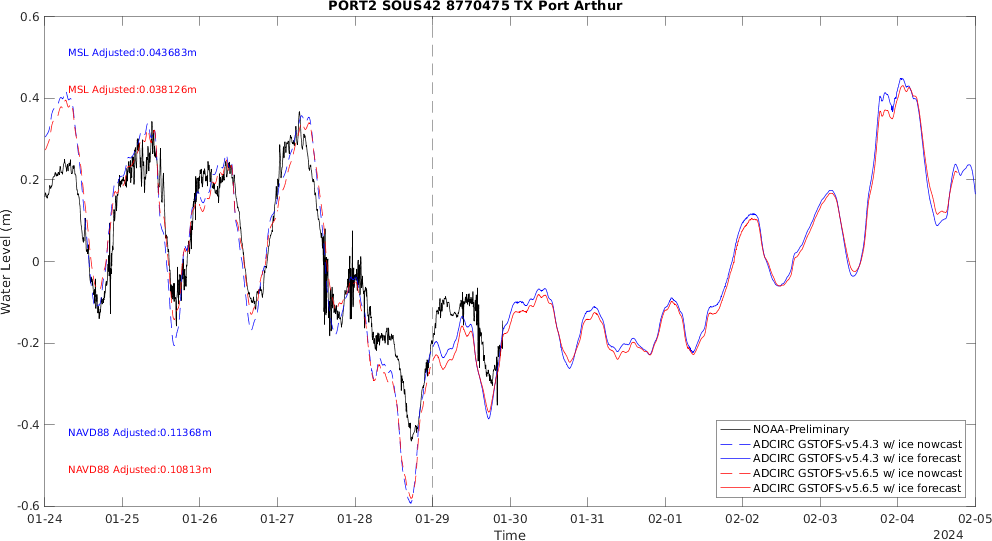 PORT2 SOUS42 8770475 TX Port Arthur
0.6
MSL Adjusted:0.043683m
MSL Adjusted:0.038126m
0.4
0.2
0
-0.2
-0.4
-0.6
Water Level (m)
NAVD88 Adjusted:0.11368m
NAVD88 Adjusted:0.10813m
NOAA-Preliminary
ADCIRC GSTOFS-v5.4.3 w/ ice nowcast
ADCIRC GSTOFS-v5.4.3 w/ ice forecast
ADCIRC GSTOFS-v5.6.5 w/ ice nowcast
ADCIRC GSTOFS-v5.6.5 w/ ice forecast
01-24 01-25 01-26 01-27 01-28 01-29 01-30 01-31 02-01 02-02 02-03 02-04 02-05
Time
2024